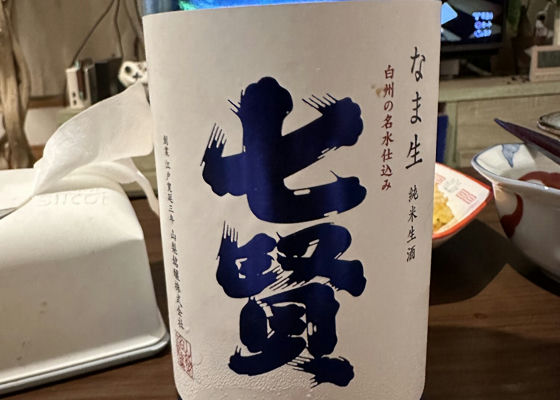 なま生
純米生酒
白州の名水仕込み
七賢
創業江戸寛延三年 山梨銘醸株式会社